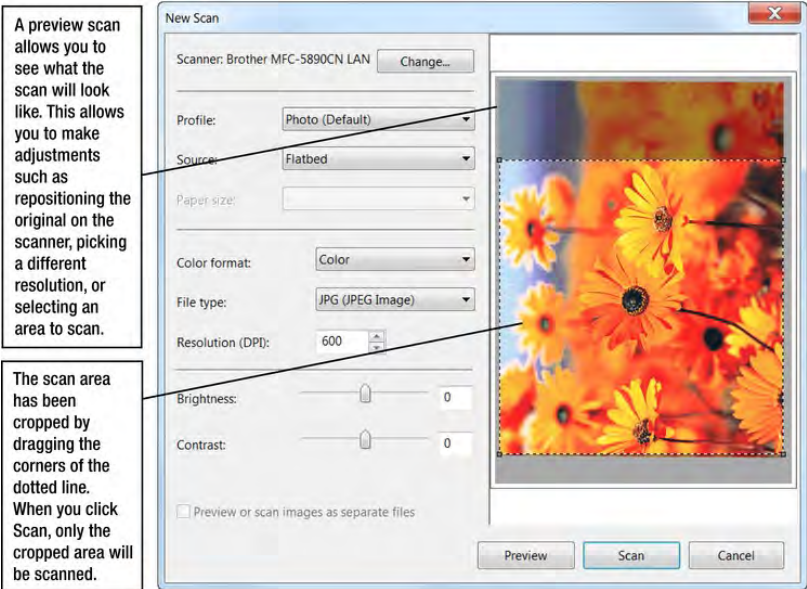 A preview scan
allows you to
see what the
scan will look
like. This allows
you to make
adjustments
such as
repositioning the
original on the
scanner, picking
a different
resolution, or
selecting an
area to scan.
The scan area
has been
cropped by
dragging the
corners of the
dotted line.
When you click
Scan, only the
cropped area will
be scanned.
New Scan
Scanner: Brother MFC-5890CN LAN Change...
Profile: Photo (Default)
Source: Flatbed
Paper size:
Color format: Color
File type: JPG (JPEG Image)
Resolution (DPI): 600
Brightness: 0
Contrast: 0
Preview or scan images as separate files
Preview Scan Cancel